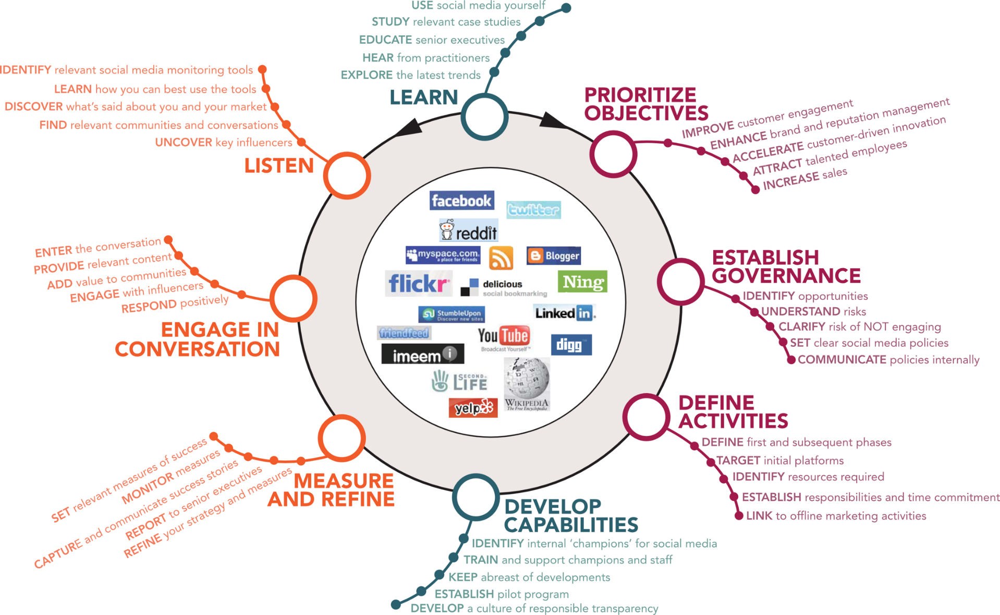 USE social media yourself
STUDY relevant case studies
EDUCATE senior executives
HEAR from practitioners
EXPLORE the latest trends
LEARN
PRIORITIZE
OBJECTIVES
IMPROVE customer engagement
ENHANCE brand and reputation management
ACCELERATE customer-driven innovation
ATTRACT talented employees
INCREASE sales
ESTABLISH
GOVERNANCE
IDENTIFY opportunities
UNDERSTAND risks
CLARIFY risk of NOT engaging
SET clear social media policies
COMMUNICATE policies internally
DEFINE
ACTIVITIES
DEFINE first and subsequent phases
TARGET initial platforms
IDENTIFY resources required
ESTABLISH responsibilities and time commitment
LINK to offline marketing activities
DEVELOP
CAPABILITIES
IDENTIFY internal ‘champions’ for social media
TRAIN and support champions and staff
KEEP abreast of developments
ESTABLISH pilot program
DEVELOP a culture of responsible transparency
MEASURE
AND REFINE
SET relevant measures of success
MONITOR measures
CAPTURE and communicate success stories
REPORT to senior executives
REFINE your strategy and measures
ENGAGE IN
CONVERSATION
ENTER the conversation
PROVIDE relevant content
ADD value to communities
ENGAGE with influencers
RESPOND positively
LISTEN
IDENTIFY relevant social media monitoring tools
LEARN how you can best use the tools
DISCOVER what's said about you and your market
FIND relevant communities and conversations
UNCOVER key influencers
facebook
twitter
reddit
myspace.com
a place for friends
Blogger
flickr
delicious
social bookmarking
Ning
StumbleUpon
Discover new sites
Linked in
friendfeed
You Tube
Broadcast Yourself™
digg
imeem i
SECOND
LIFE
WIKIPEDIA
The Free Encyclopedia
yelp